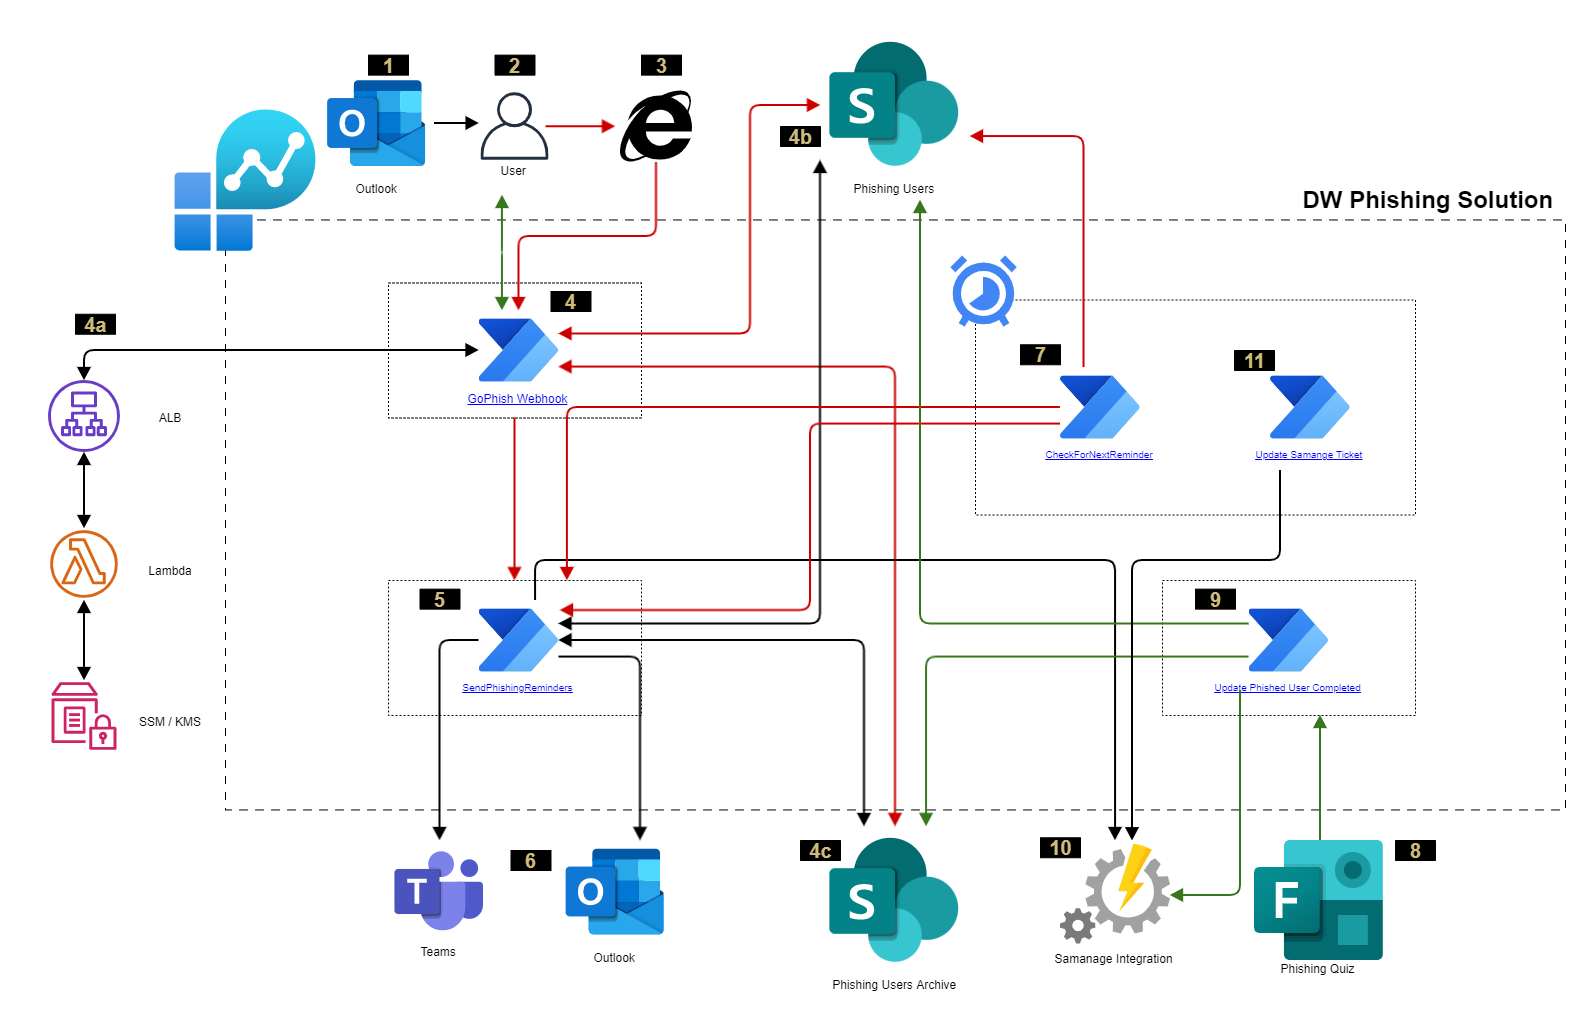 1
2
3
O
S
4b
User
Outlook
Phishing Users
DW Phishing Solution
4
4a
7
11
GoPhish Webhook
ALB
CheckForNextReminder
Update Samange Ticket
Lambda
5
9
SendPhishingReminders
Update Phished User Completed
SSM / KMS
6
4c
10
8
T
O
S
F
Teams
Outlook
Samanage Integration
Phishing Quiz
Phishing Users Archive